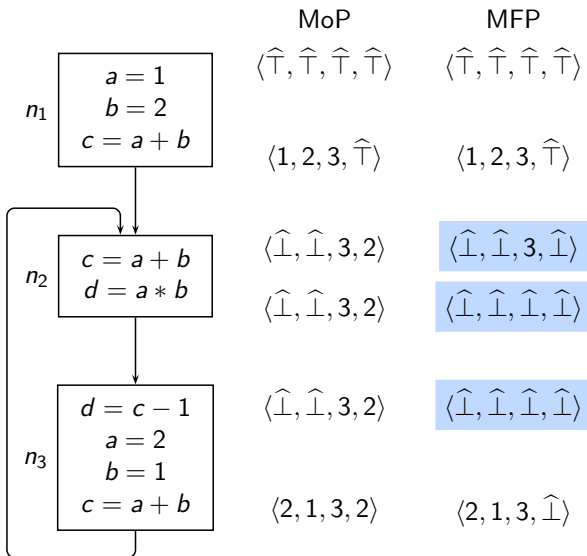 MoP MFP
⟨⊤̂, ⊤̂, ⊤̂, ⊤̂⟩ ⟨⊤̂, ⊤̂, ⊤̂, ⊤̂⟩
a = 1
n₁ b = 2
c = a + b
⟨1, 2, 3, ⊤̂⟩ ⟨1, 2, 3, ⊤̂⟩
⟨⊥̂, ⊥̂, 3, 2⟩ ⟨⊥̂, ⊥̂, 3, ⊥̂⟩
c = a + b
n₂
d = a ∗ b
⟨⊥̂, ⊥̂, 3, 2⟩ ⟨⊥̂, ⊥̂, ⊥̂, ⊥̂⟩
d = c − 1 ⟨⊥̂, ⊥̂, 3, 2⟩ ⟨⊥̂, ⊥̂, ⊥̂, ⊥̂⟩
a = 2
n₃
b = 1
c = a + b ⟨2, 1, 3, 2⟩ ⟨2, 1, 3, ⊥̂⟩